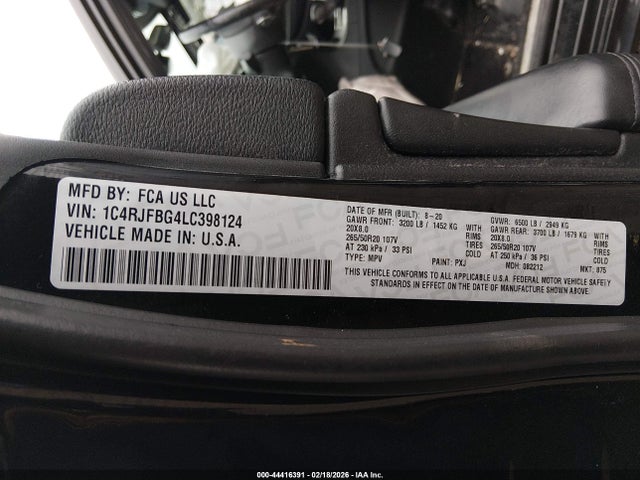 MFD BY: FCA US LLC
VIN: 1C4RJFBG4LC398124
VEHICLE MADE IN: U.S.A.
DATE OF MFR (BUILT): 8-20 GVWR: 6500 LB / 2949 KG
GAWR FRONT: 3200 LB / 1452 KG WITH GAWR REAR: 3700 LB / 1679 KG WITH
20X8.0 RIMS 20X8.0 RIMS
265/50R20 107V TIRES 265/50R20 107V TIRES
AT 230 kPa / 33 PSI COLD AT 250 kPa / 36 PSI COLD
TYPE: MPV PAINT: PXJ MDH: 082212 MKT: 875
THIS VEHICLE CONFORMS TO ALL APPLICABLE U.S.A. FEDERAL MOTOR VEHICLE SAFETY
STANDARDS IN EFFECT ON THE DATE OF MANUFACTURE SHOWN ABOVE.
000-44416391 - 02/18/2026 - IAA Inc.